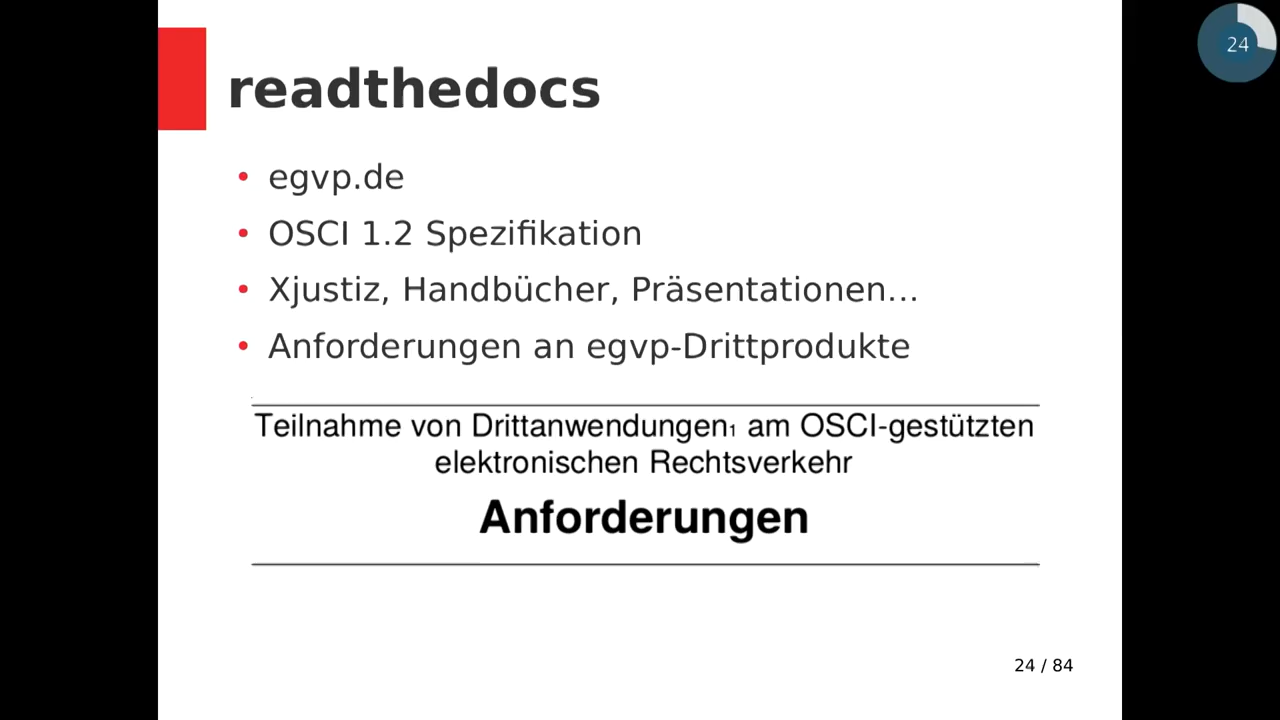 24
readthedocs
• egvp.de
• OSCI 1.2 Spezifikation
• Xjustiz, Handbücher, Präsentationen...
• Anforderungen an egvp-Drittprodukte
Teilnahme von Drittanwendungen₁ am OSCI-gestützten
elektronischen Rechtsverkehr
Anforderungen
24 / 84